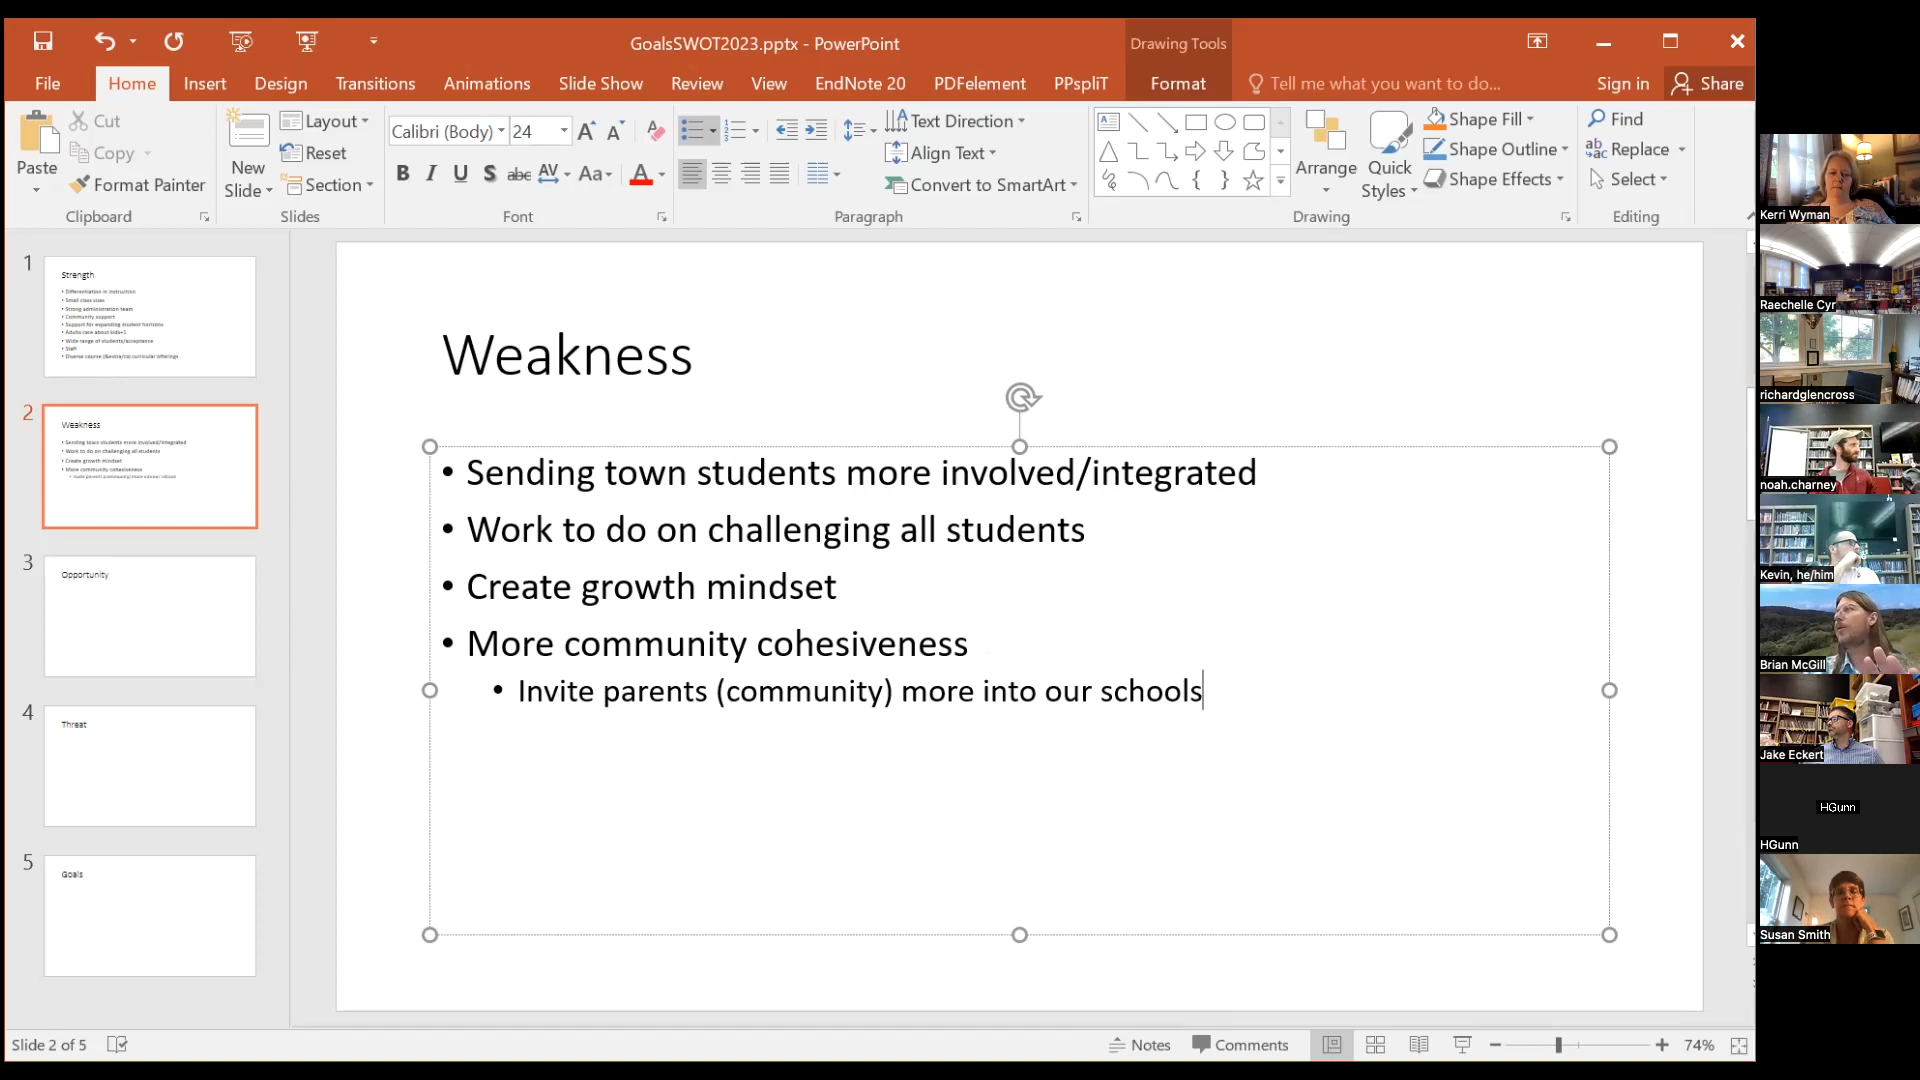 GoalsSWOT2023.pptx - PowerPoint
Drawing Tools
File Home Insert Design Transitions Animations Slide Show Review View EndNote 20 PDFelement PPspliT Format Tell me what you want to do... Sign in Share
Paste
Cut
Copy
Format Painter
Clipboard
New Slide
Layout
Reset
Section
Slides
Calibri (Body) 24
B I U S abc AV Aa A
Font
Text Direction
Align Text
Convert to SmartArt
Paragraph
Arrange
Quick Styles
Shape Fill
Shape Outline
Shape Effects
Drawing
Find
Replace
Select
Editing
1
Strength
• Differentiation in instruction
• Small class sizes
• Strong administration team
• Community support
• Support for expanding student horizons
• Adults care about kids+1
• Wide range of students/acceptance
• Staff
• Diverse course (&extra/co) curricular offerings
2
Weakness
• Sending town students more involved/integrated
• Work to do on challenging all students
• Create growth mindset
• More community cohesiveness
• Invite parents (community) more into our schools
3
Opportunity
4
Threat
5
Goals
Weakness
• Sending town students more involved/integrated
• Work to do on challenging all students
• Create growth mindset
• More community cohesiveness
• Invite parents (community) more into our schools
Slide 2 of 5
Notes
Comments
74%
Kerri Wyman
Raechelle Cyr
richardglencross
noah.charney
Kevin, he/him
Brian McGill
Jake Eckert
HGunn
HGunn
Susan Smith